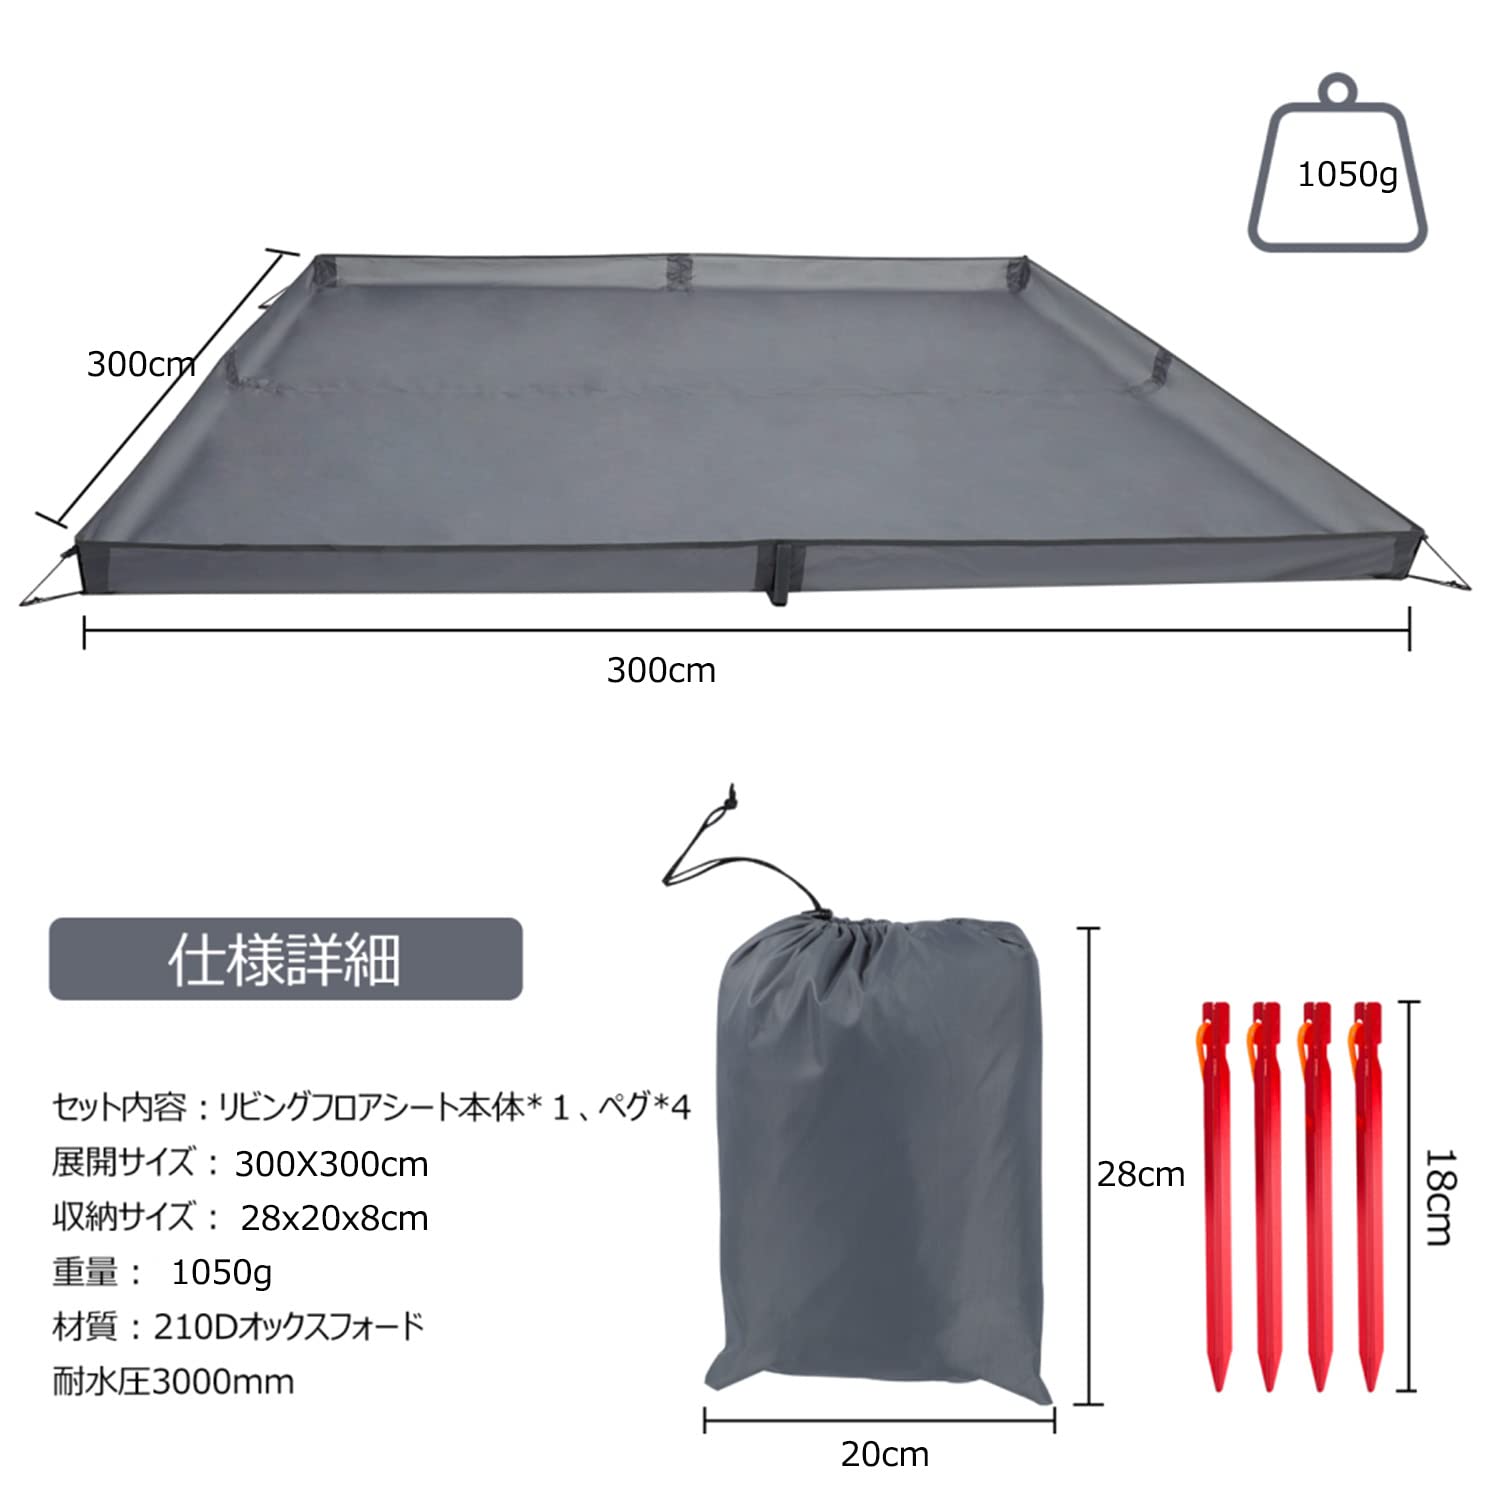 1050g
300cm
300cm
仕様詳細
セット内容：リビングフロアシート本体*１、ペグ*4
展開サイズ： 300X300cm
収納サイズ： 28x20x8cm
重量： 1050g
材質：210Dオックスフォード
耐水圧3000mm
28cm
20cm
18cm